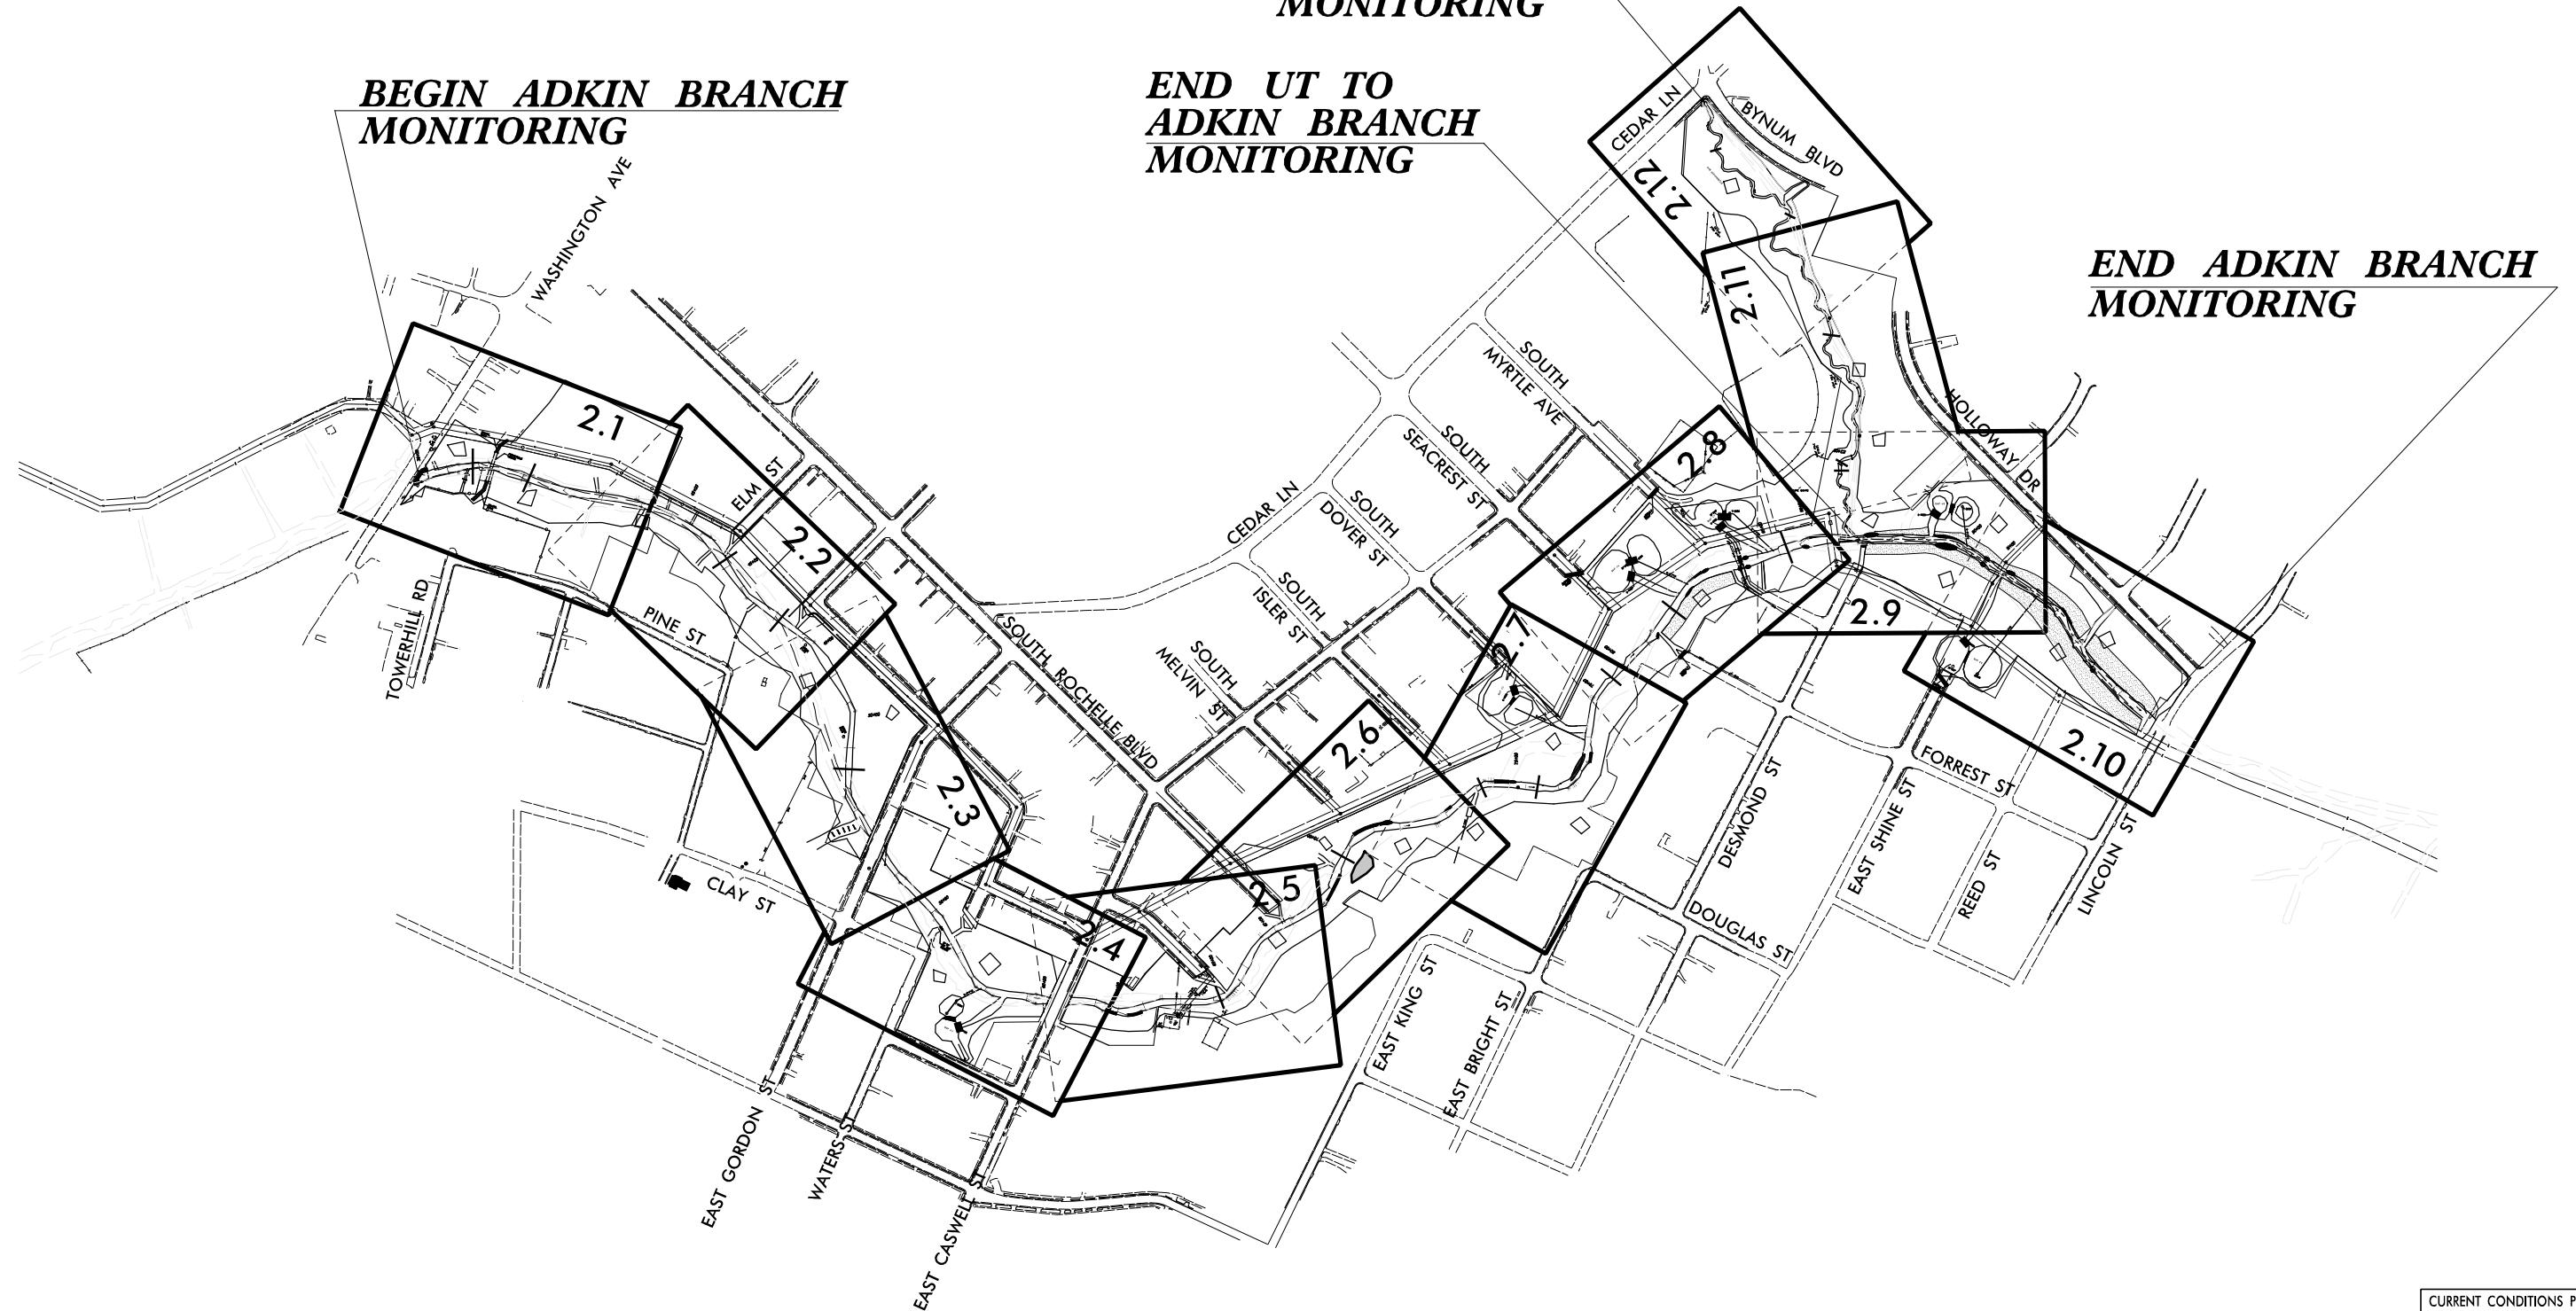 MONITORING
BEGIN ADKIN BRANCH
MONITORING
END UT TO
ADKIN BRANCH
MONITORING
END ADKIN BRANCH
MONITORING
CEDAR LN
BYNUM BLVD
2.12
WASHINGTON AVE
2.11
2.1
SOUTH
MYRTLE AVE
HOLLOWAY DR
2.8
SOUTH
SEACREST ST
ELM ST
2.2
CEDAR LN
SOUTH
DOVER ST
SOUTH
ISLER ST
2.9
TOWERHILL RD
PINE ST
SOUTH ROCHELLE BLVD
SOUTH
MELVIN ST
2.7
2.6
2.10
2.3
DESMOND ST
FORREST ST
EAST SHINE ST
CLAY ST
2.5
REED ST
LINCOLN ST
2.4
DOUGLAS ST
EAST KING ST
EAST BRIGHT ST
EAST GORDON ST
WATERS ST
EAST CASWELL ST
CURRENT CONDITIONS P